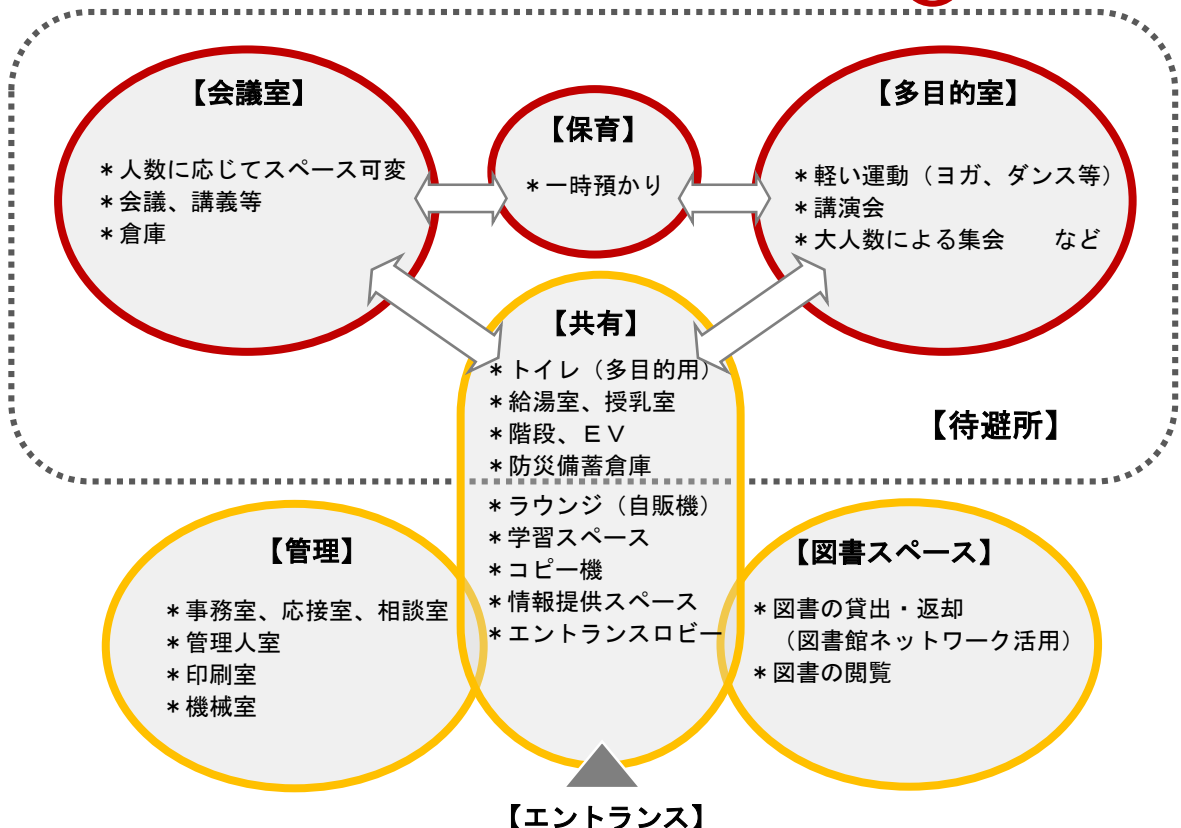 【会議室】
＊人数に応じてスペース可変
＊会議、講義等
＊倉庫
【保育】
＊一時預かり
【多目的室】
＊軽い運動（ヨガ、ダンス等）
＊講演会
＊大人数による集会　　など
【共有】
＊トイレ（多目的用）
＊給湯室、授乳室
＊階段、ＥＶ
＊防災備蓄倉庫
＊ラウンジ（自販機）
＊学習スペース
＊コピー機
＊情報提供スペース
＊エントランスロビー
【待避所】
【管理】
＊事務室、応接室、相談室
＊管理人室
＊印刷室
＊機械室
【図書スペース】
＊図書の貸出・返却
（図書館ネットワーク活用）
＊図書の閲覧
【エントランス】